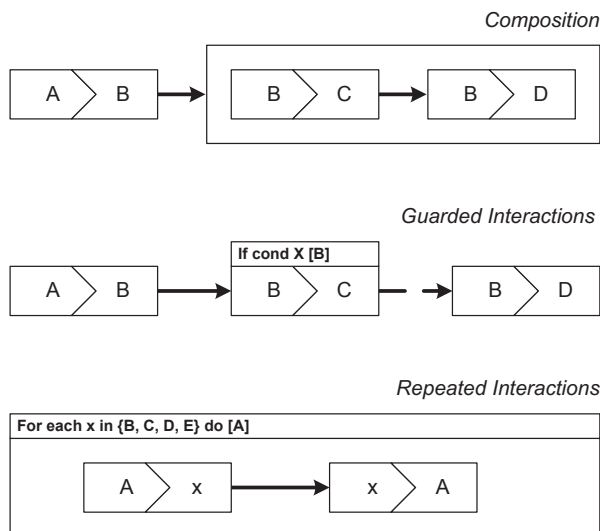 Composition
A B B C B D
Guarded Interactions
If cond X [B]
A B B C B D
Repeated Interactions
For each x in {B, C, D, E} do [A]
A x x A